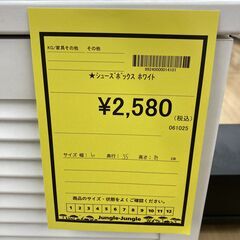 KG/家具その他 その他
★シューズボックス ホワイト
¥2,580
(税込)
061025
サイズ 幅: 奥行: 35 高さ: cm
商品のサイズ・状態をよくご確認ください。
1 2 3 4 5 6 7 8 9 10 11 12
Jungle-Jungle